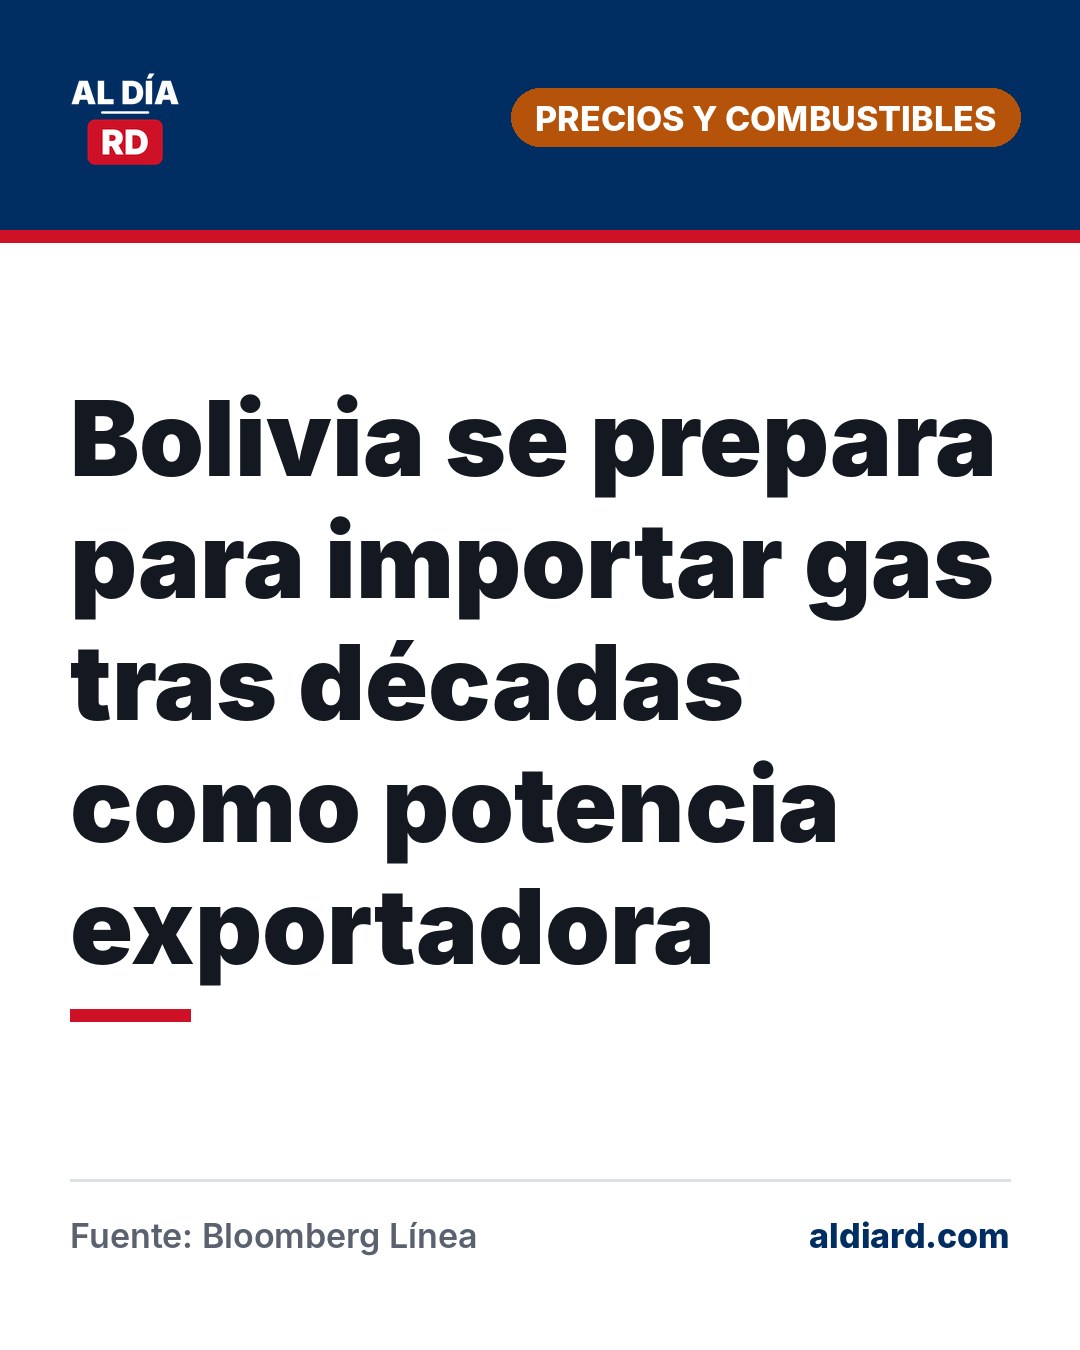 AL DÍA
RD
PRECIOS Y COMBUSTIBLES
Bolivia se prepara
para importar gas
tras décadas
como potencia
exportadora
Fuente: Bloomberg Línea
aldiard.com